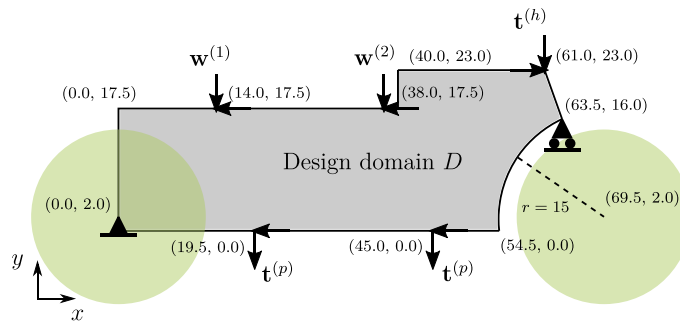 t^(h)
w^(1) w^(2) (40.0, 23.0) (61.0, 23.0)
(0.0, 17.5) (14.0, 17.5) (38.0, 17.5)
(63.5, 16.0)
Design domain D
(0.0, 2.0) r = 15 (69.5, 2.0)
(19.5, 0.0) (45.0, 0.0) (54.5, 0.0)
y t^(p) t^(p)
x